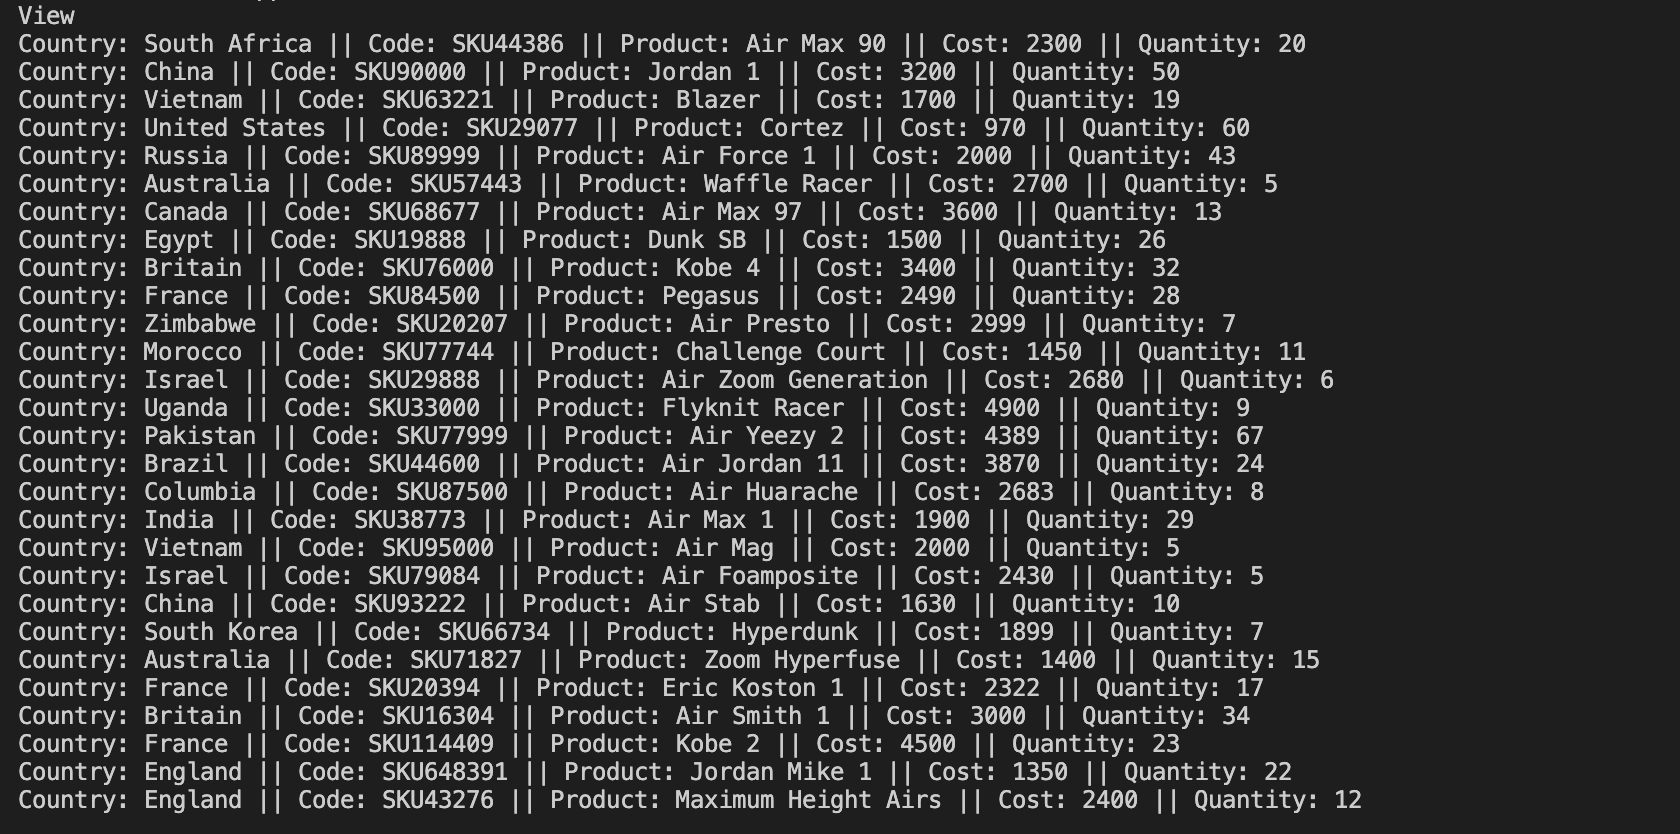 View
Country: South Africa || Code: SKU44386 || Product: Air Max 90 || Cost: 2300 || Quantity: 20
Country: China || Code: SKU90000 || Product: Jordan 1 || Cost: 3200 || Quantity: 50
Country: Vietnam || Code: SKU63221 || Product: Blazer || Cost: 1700 || Quantity: 19
Country: United States || Code: SKU29077 || Product: Cortez || Cost: 970 || Quantity: 60
Country: Russia || Code: SKU89999 || Product: Air Force 1 || Cost: 2000 || Quantity: 43
Country: Australia || Code: SKU57443 || Product: Waffle Racer || Cost: 2700 || Quantity: 5
Country: Canada || Code: SKU68677 || Product: Air Max 97 || Cost: 3600 || Quantity: 13
Country: Egypt || Code: SKU19888 || Product: Dunk SB || Cost: 1500 || Quantity: 26
Country: Britain || Code: SKU76000 || Product: Kobe 4 || Cost: 3400 || Quantity: 32
Country: France || Code: SKU84500 || Product: Pegasus || Cost: 2490 || Quantity: 28
Country: Zimbabwe || Code: SKU20207 || Product: Air Presto || Cost: 2999 || Quantity: 7
Country: Morocco || Code: SKU77744 || Product: Challenge Court || Cost: 1450 || Quantity: 11
Country: Israel || Code: SKU29888 || Product: Air Zoom Generation || Cost: 2680 || Quantity: 6
Country: Uganda || Code: SKU33000 || Product: Flyknit Racer || Cost: 4900 || Quantity: 9
Country: Pakistan || Code: SKU77999 || Product: Air Yeezy 2 || Cost: 4389 || Quantity: 67
Country: Brazil || Code: SKU44600 || Product: Air Jordan 11 || Cost: 3870 || Quantity: 24
Country: Columbia || Code: SKU87500 || Product: Air Huarache || Cost: 2683 || Quantity: 8
Country: India || Code: SKU38773 || Product: Air Max 1 || Cost: 1900 || Quantity: 29
Country: Vietnam || Code: SKU95000 || Product: Air Mag || Cost: 2000 || Quantity: 5
Country: Israel || Code: SKU79084 || Product: Air Foamposite || Cost: 2430 || Quantity: 5
Country: China || Code: SKU93222 || Product: Air Stab || Cost: 1630 || Quantity: 10
Country: South Korea || Code: SKU66734 || Product: Hyperdunk || Cost: 1899 || Quantity: 7
Country: Australia || Code: SKU71827 || Product: Zoom Hyperfuse || Cost: 1400 || Quantity: 15
Country: France || Code: SKU20394 || Product: Eric Koston 1 || Cost: 2322 || Quantity: 17
Country: Britain || Code: SKU16304 || Product: Air Smith 1 || Cost: 3000 || Quantity: 34
Country: France || Code: SKU114409 || Product: Kobe 2 || Cost: 4500 || Quantity: 23
Country: England || Code: SKU648391 || Product: Jordan Mike 1 || Cost: 1350 || Quantity: 22
Country: England || Code: SKU43276 || Product: Maximum Height Airs || Cost: 2400 || Quantity: 12